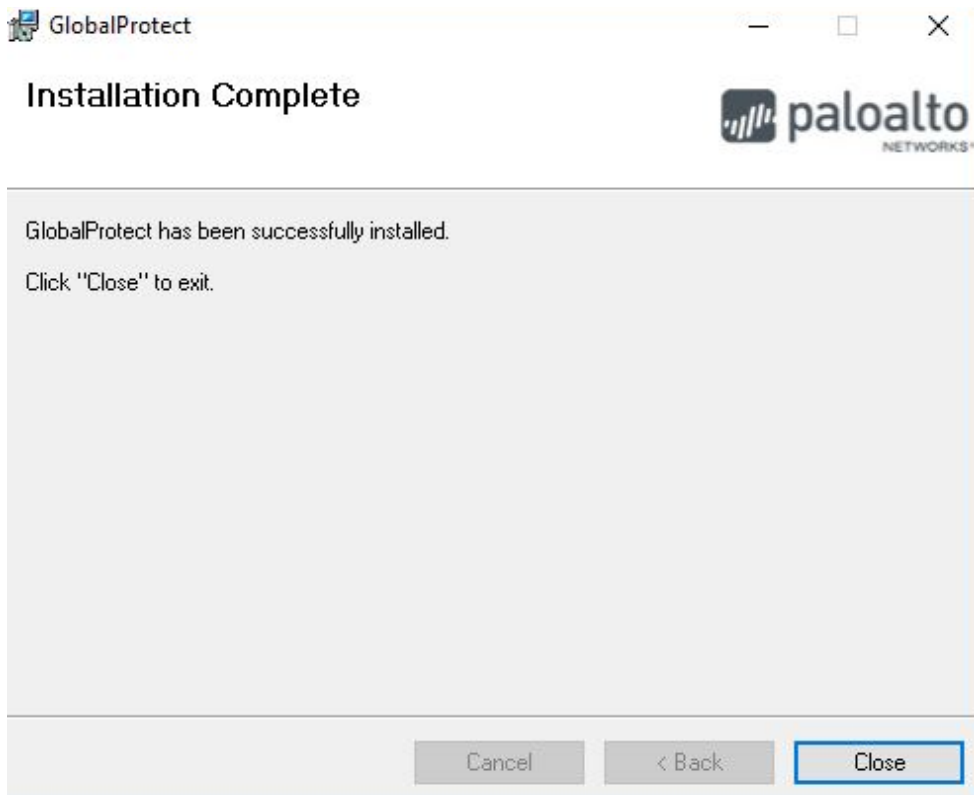 GlobalProtect
Installation Complete
paloalto
NETWORKS
GlobalProtect has been successfully installed.
Click "Close" to exit.
Cancel
< Back
Close